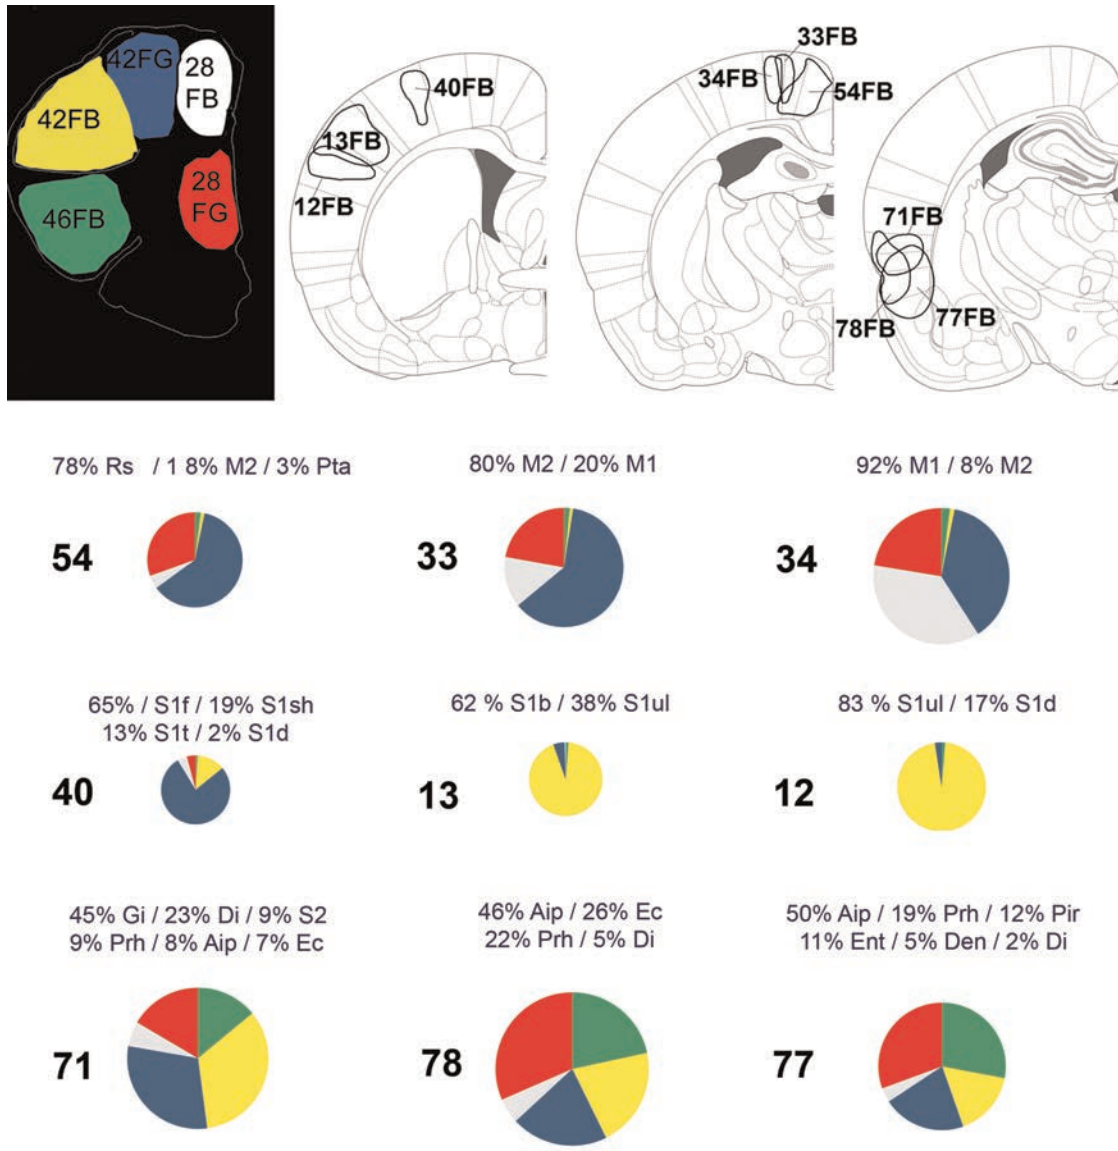 42FG
28
FB
42FB
46FB
28
FG
40FB
13FB
12FB
33FB
34FB
54FB
71FB
78FB
77FB
78% Rs / 1 8% M2 / 3% Pta
80% M2 / 20% M1
92% M1 / 8% M2
54
33
34
65% / S1f / 19% S1sh
13% S1t / 2% S1d
62 % S1b / 38% S1ul
83 % S1ul / 17% S1d
40
13
12
45% Gi / 23% Di / 9% S2
9% Prh / 8% Aip / 7% Ec
46% Aip / 26% Ec
22% Prh / 5% Di
50% Aip / 19% Prh / 12% Pir
11% Ent / 5% Den / 2% Di
71
78
77